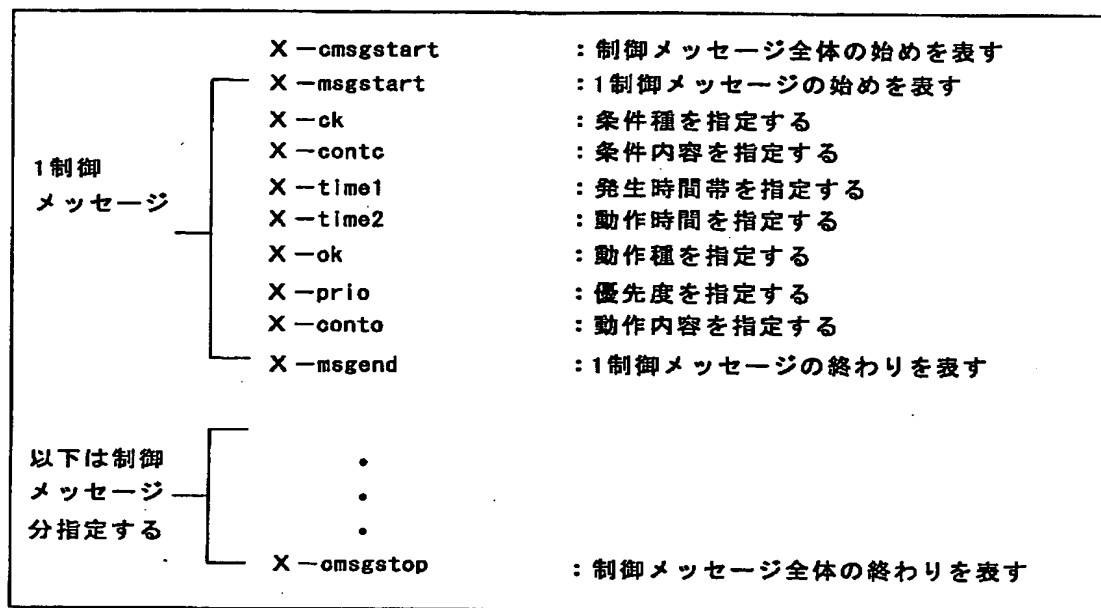 X－cmsgstart ：制御メッセージ全体の始めを表す
X－msgstart ：1制御メッセージの始めを表す
X－ck ：条件種を指定する
X－contc ：条件内容を指定する
1制御
メッセージ
X－time1 ：発生時間帯を指定する
X－time2 ：動作時間を指定する
X－ok ：動作種を指定する
X－prio ：優先度を指定する
X－conto ：動作内容を指定する
X－msgend ：1制御メッセージの終わりを表す
以下は制御
メッセージ
分指定する
・
・
・
X－cmsgstop ：制御メッセージ全体の終わりを表す